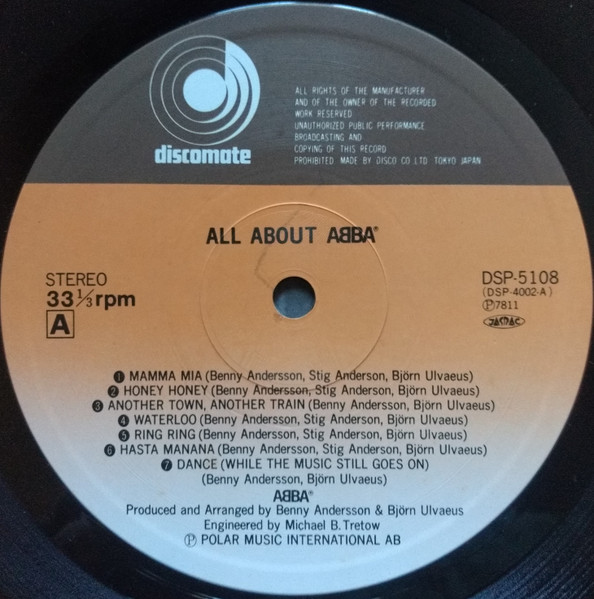 ALL RIGHTS OF THE MANUFACTURER
AND OF THE OWNER OF THE RECORDED
WORK RESERVED
UNAUTHORIZED PUBLIC PERFORMANCE
BROADCASTING AND
COPYING OF THIS RECORD
PROHIBITED MADE BY DISCO CO.LTD. TOKYO JAPAN
discomate
ALL ABOUT ABBA®
STEREO
33 1/3 rpm
A
DSP-5108
(DSP-4002-A)
Ⓟ7811
JASRAC
❶ MAMMA MIA (Benny Andersson, Stig Anderson, Björn Ulvaeus)
❷ HONEY HONEY (Benny Andersson, Stig Anderson, Björn Ulvaeus)
❸ ANOTHER TOWN, ANOTHER TRAIN (Benny Andersson, Björn Ulvaeus)
❹ WATERLOO (Benny Andersson, Stig Anderson, Björn Ulvaeus)
❺ RING RING (Benny Andersson, Stig Anderson, Björn Ulvaeus)
❻ HASTA MANANA (Benny Andersson, Stig Anderson, Björn Ulvaeus)
❼ DANCE (WHILE THE MUSIC STILL GOES ON)
(Benny Andersson, Björn Ulvaeus)
ABBA®
Produced and Arranged by Benny Andersson & Björn Ulvaeus
Engineered by Michael B. Tretow
Ⓟ POLAR MUSIC INTERNATIONAL AB